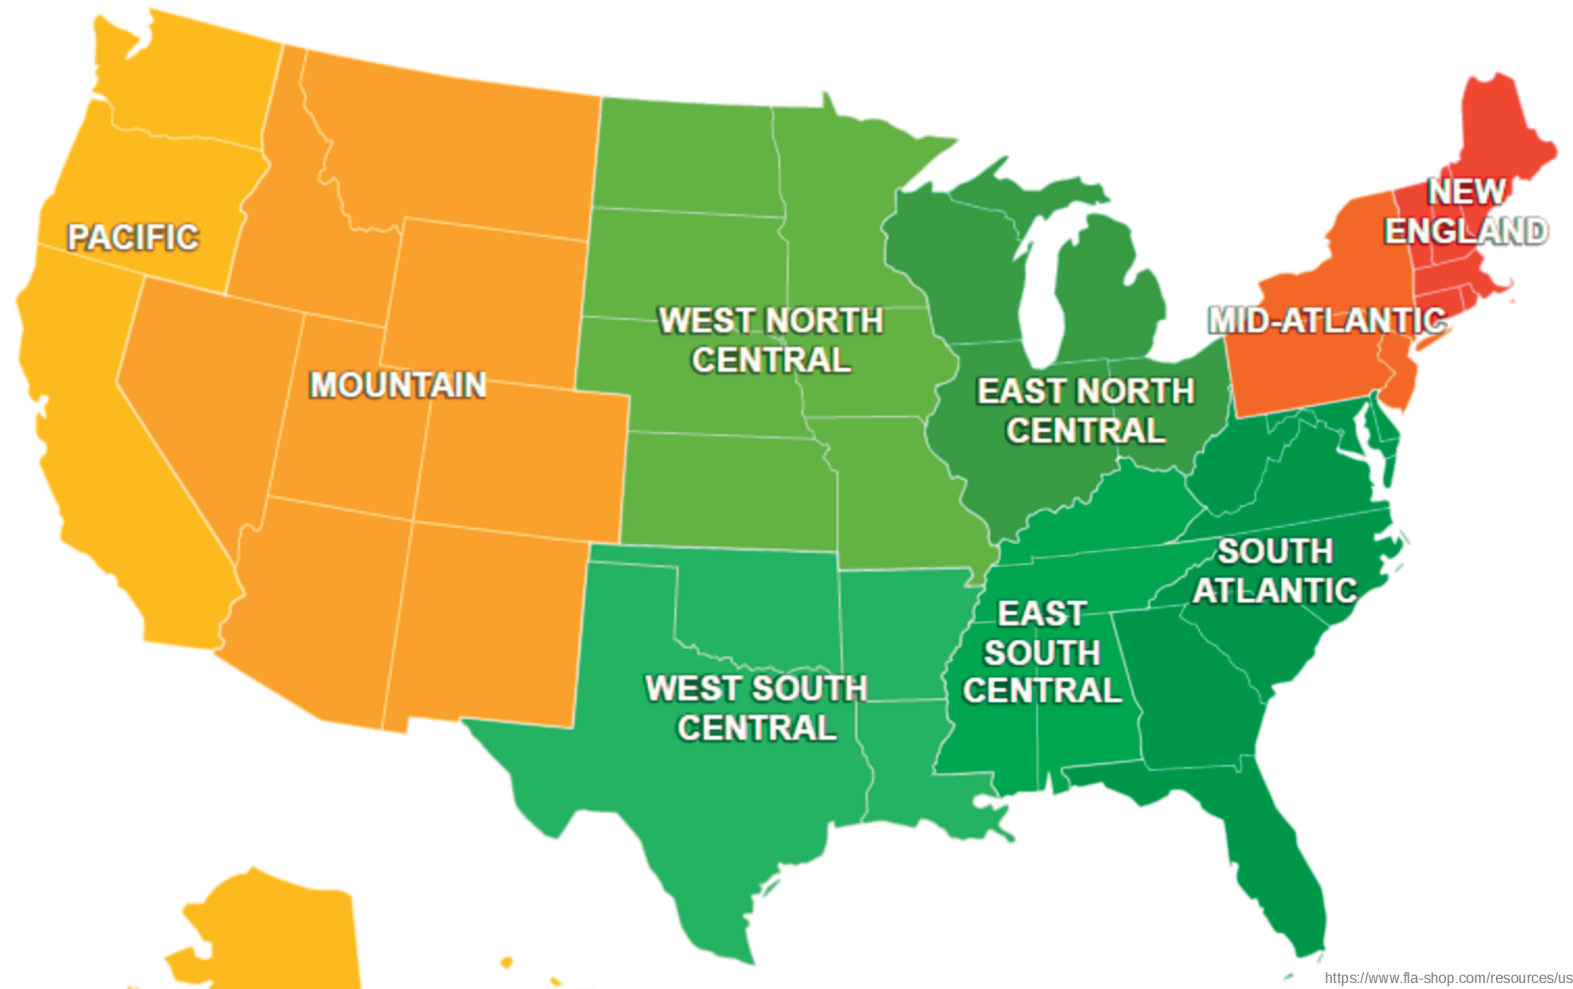 NEW
ENGLAND
PACIFIC
MID-ATLANTIC
WEST NORTH
CENTRAL
MOUNTAIN
EAST NORTH
CENTRAL
SOUTH
ATLANTIC
EAST
SOUTH
CENTRAL
WEST SOUTH
CENTRAL
https://www.fla-shop.com/resources/us